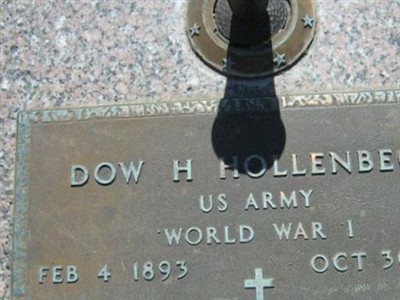 DOW H HOLLENBE
US ARMY
WORLD WAR I
FEB 4 1893 OCT 3